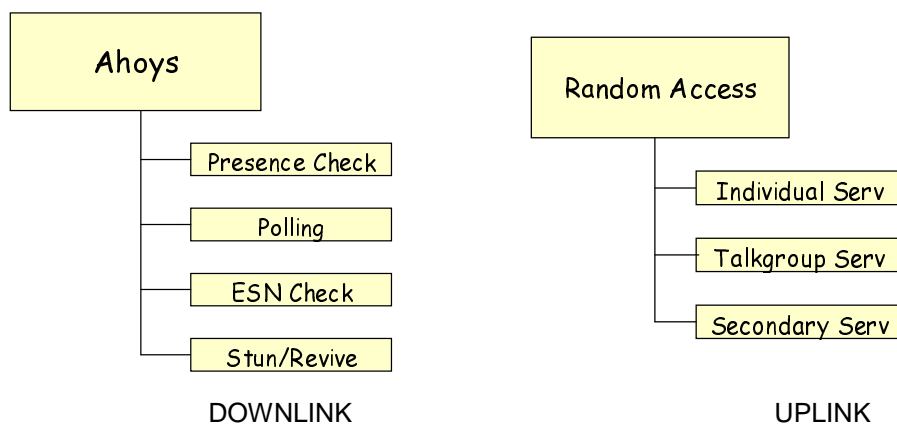 Ahoys
Presence Check
Polling
ESN Check
Stun/Revive
DOWNLINK
Random Access
Individual Serv
Talkgroup Serv
Secondary Serv
UPLINK